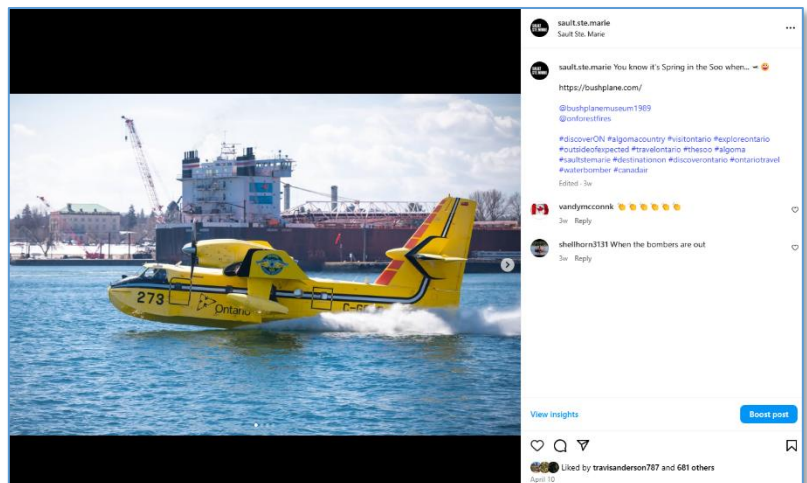 sault.ste.marie
Sault Ste. Marie
sault.ste.marie You know it's Spring in the Soo when...
https://bushplane.com/
@bushplanemuseum1989
@onforestfires
#discoverON #algomacountry #visitontario #exploreontario
#outsideofexpected #travelontario #thesoo #algoma
#saultstemarie #destinationon #discoverontario #ontariotravel
#waterbomber #canadair
Edited · 3w
vandymcconnk 👏👏👏👏👏👏
3w Reply
shellhorn3131 When the bombers are out
3w Reply
273
Ontario
View insights
Boost post
Liked by travisanderson787 and 681 others
April 10